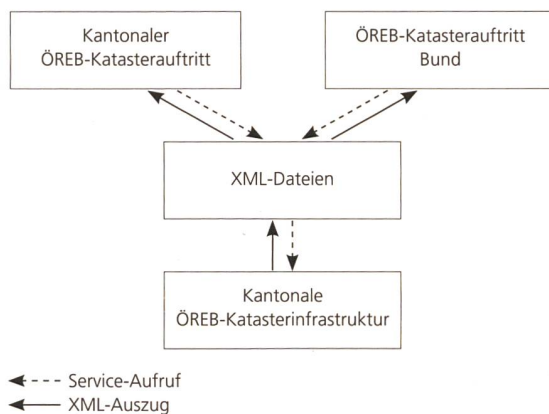 Kantonaler
ÖREB-Katasterauftritt
ÖREB-Katasterauftritt
Bund
XML-Dateien
Kantonale
ÖREB-Katasterinfrastruktur
Service-Aufruf
XML-Auszug